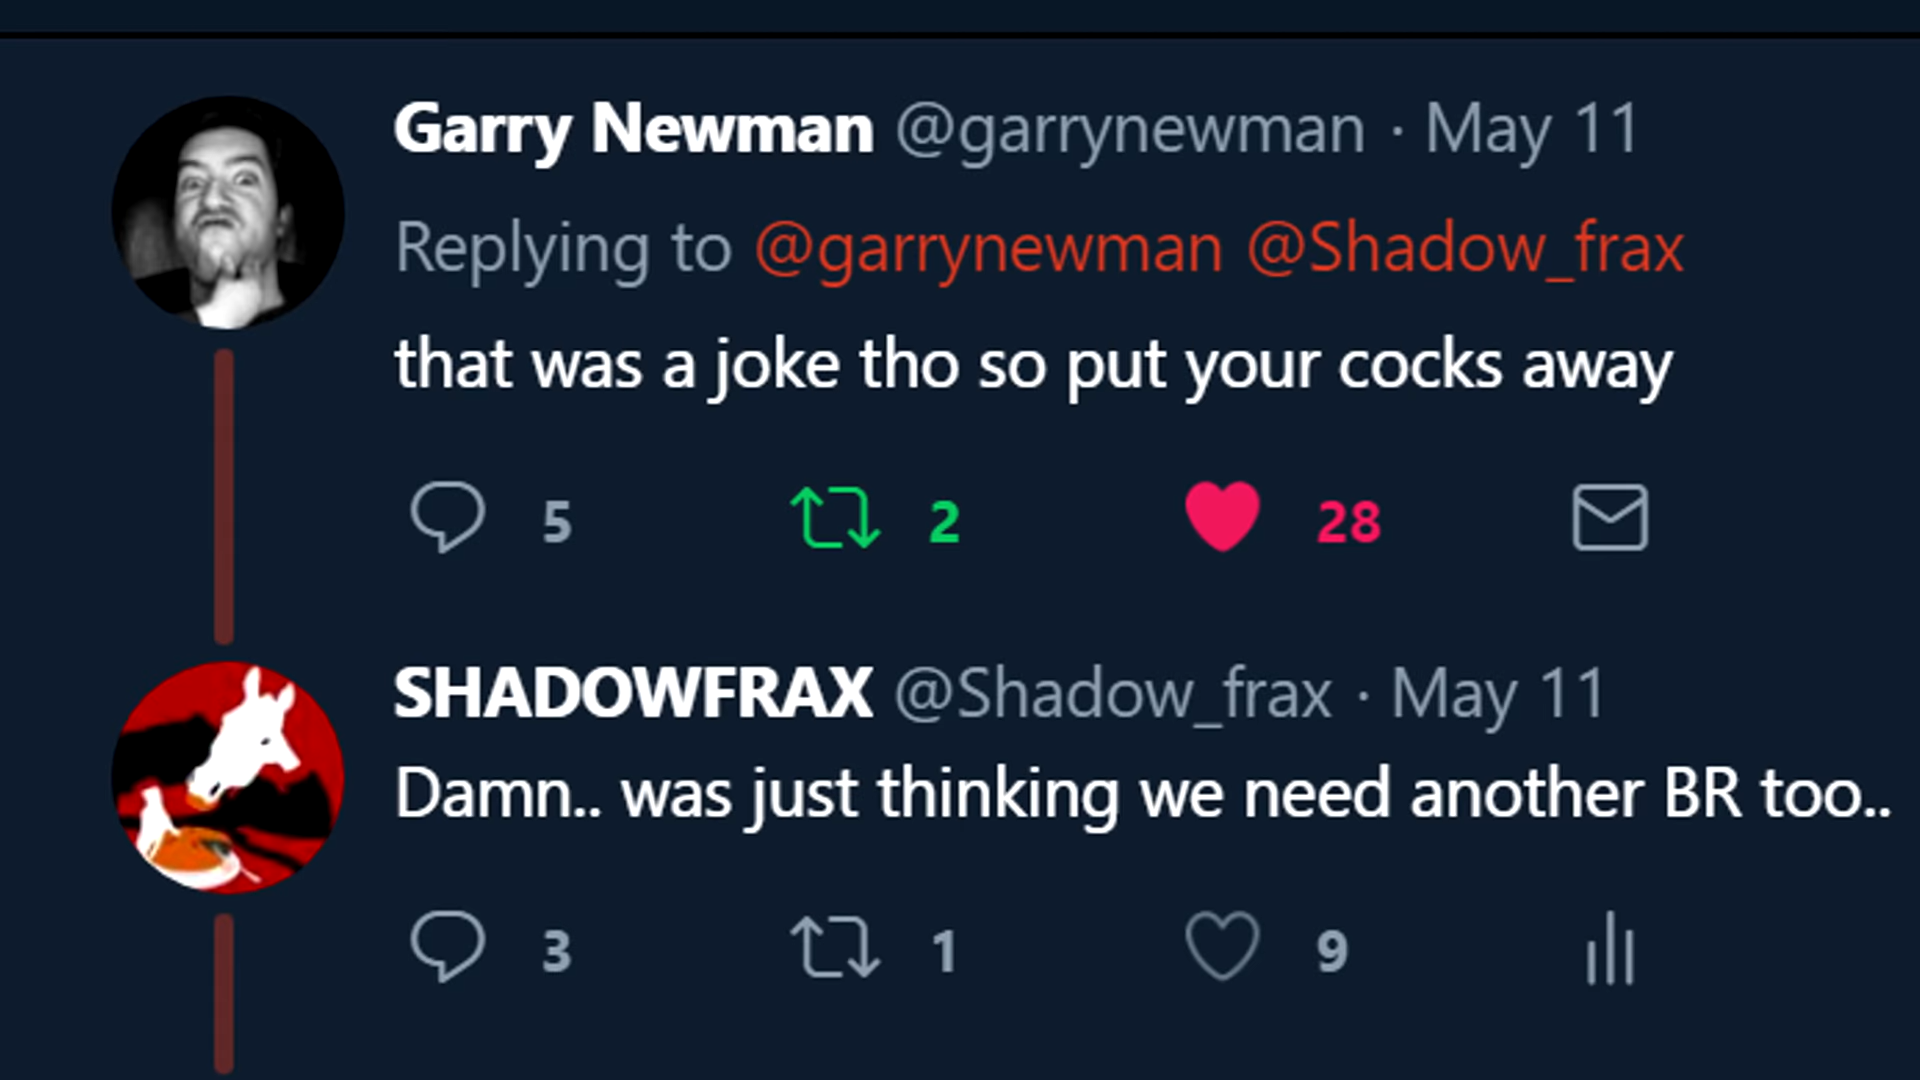 Garry Newman @garrynewman · May 11
Replying to @garrynewman @Shadow_frax
that was a joke tho so put your cocks away
5 2 28
SHADOWFRAX @Shadow_frax · May 11
Damn.. was just thinking we need another BR too..
3 1 9